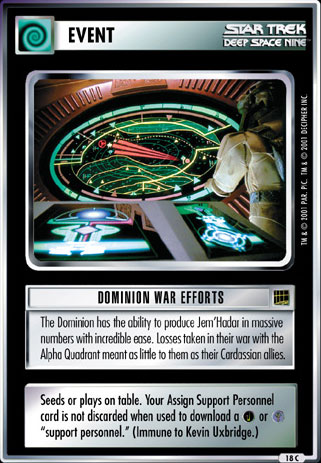 EVENT
STAR TREK
DEEP SPACE NINE
TM & © 2001 PAR. PIC. TM & © 2001 DECIPHER INC.
DOMINION WAR EFFORTS
The Dominion has the ability to produce Jem'Hadar in massive
numbers with incredible ease. Losses taken in their war with the
Alpha Quadrant meant as little to them as their Cardassian allies.
Seeds or plays on table. Your Assign Support Personnel
card is not discarded when used to download a or
"support personnel." (Immune to Kevin Uxbridge.)
18 C